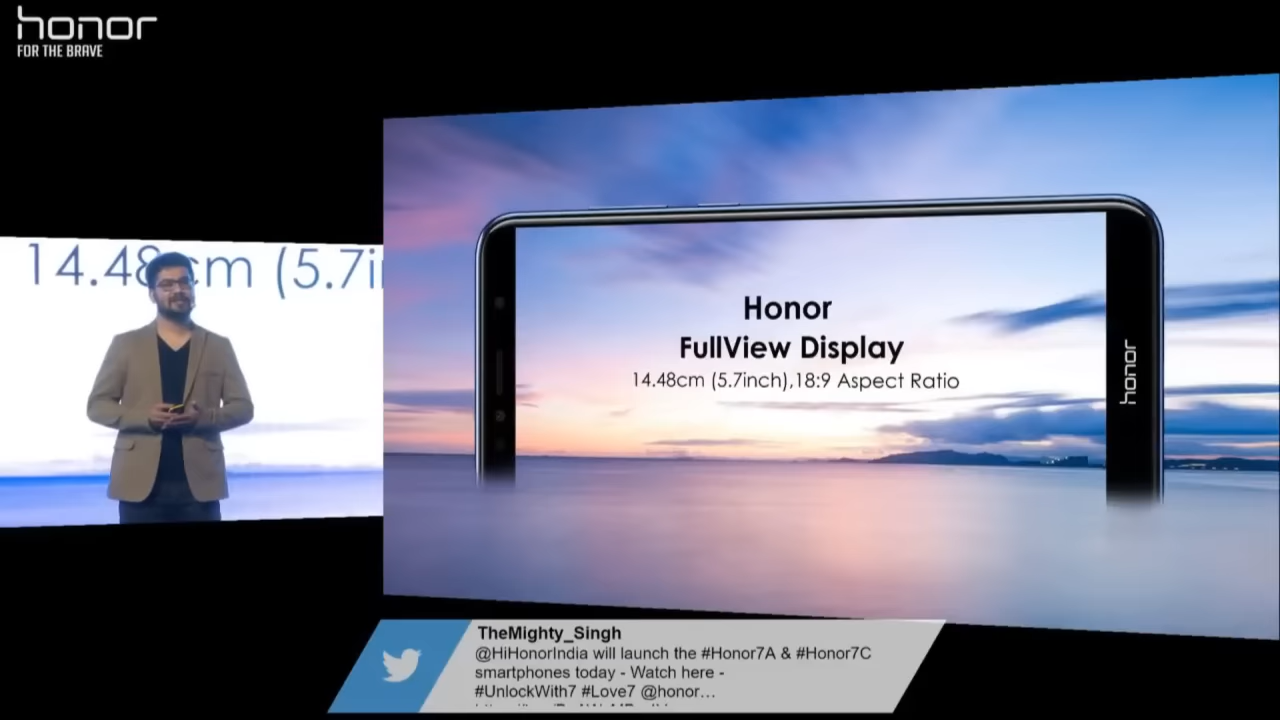 honor
FOR THE BRAVE
14.48cm (5.7i
Honor
FullView Display
14.48cm (5.7inch),18:9 Aspect Ratio
honor
TheMighty_Singh
@HiHonorIndia will launch the #Honor7A & #Honor7C
smartphones today - Watch here -
#UnlockWith7 #Love7 @honor…